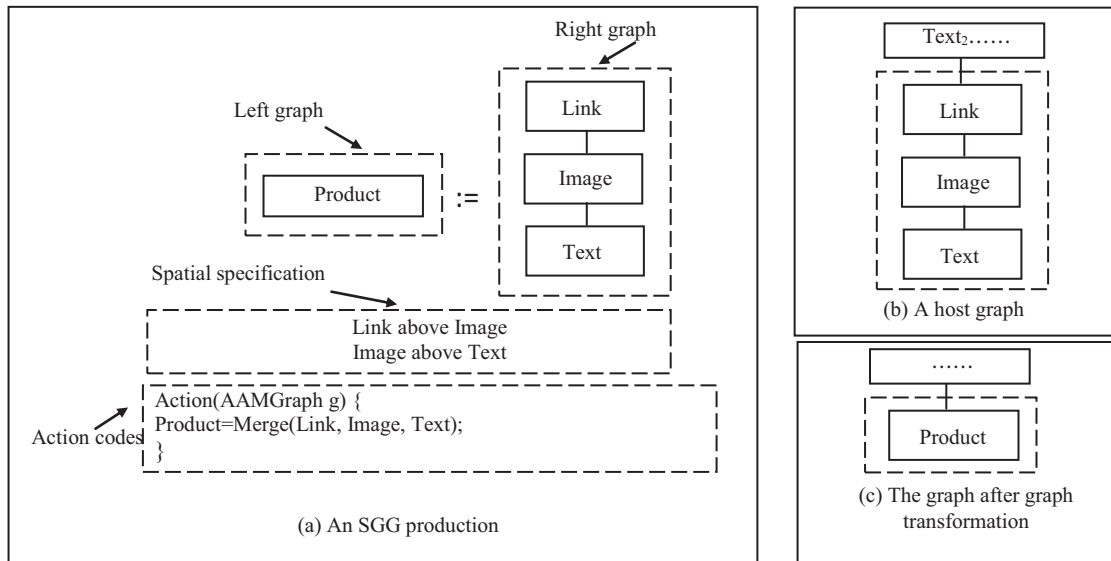 Right graph
Link
Left graph
Image
Product
:=
Text
Spatial specification
Link above Image
Image above Text
Action(AAMGraph g) {
Product=Merge(Link, Image, Text);
}
Action codes
(a) An SGG production
Text₂……
Link
Image
Text
(b) A host graph
……
Product
(c) The graph after graph
transformation